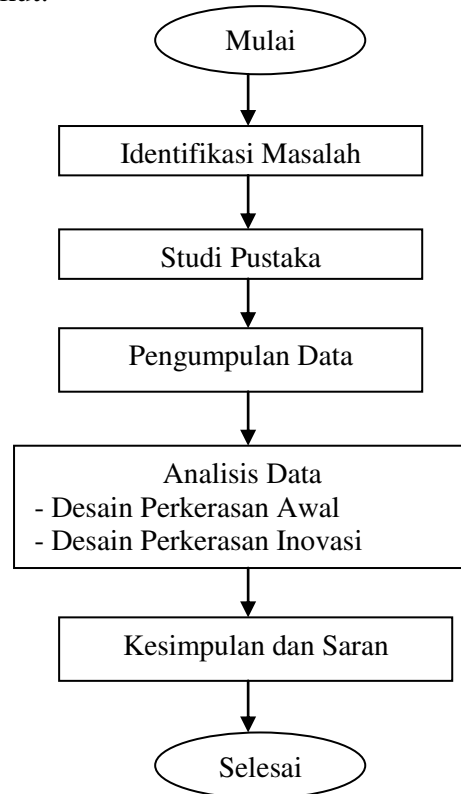 Mulai
Identifikasi Masalah
Studi Pustaka
Pengumpulan Data
Analisis Data
- Desain Perkerasan Awal
- Desain Perkerasan Inovasi
Kesimpulan dan Saran
Selesai